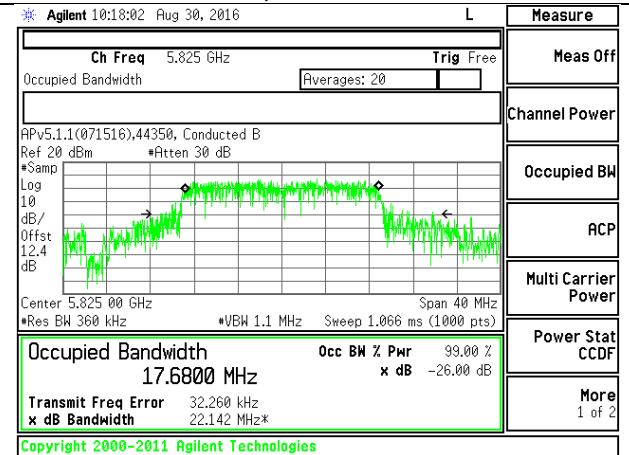 Agilent 10:18:02 Aug 30, 2016 L
Measure
Ch Freq 5.825 GHz Trig Free
Occupied Bandwidth Averages: 20
Meas Off
Channel Power
Occupied BW
ACP
Multi Carrier
Power
Power Stat
CCDF
More
1 of 2
APv5.1.1(071516),44350, Conducted B
Ref 20 dBm #Atten 30 dB
#Samp
Log
10
dB/
Offst
12.4
dB
Center 5.825 00 GHz Span 40 MHz
#Res BW 360 kHz #VBW 1.1 MHz Sweep 1.066 ms (1000 pts)
Occupied Bandwidth Occ BW % Pwr 99.00 %
17.6800 MHz x dB -26.00 dB
Transmit Freq Error 32.260 kHz
x dB Bandwidth 22.142 MHz*
Copyright 2000-2011 Agilent Technologies